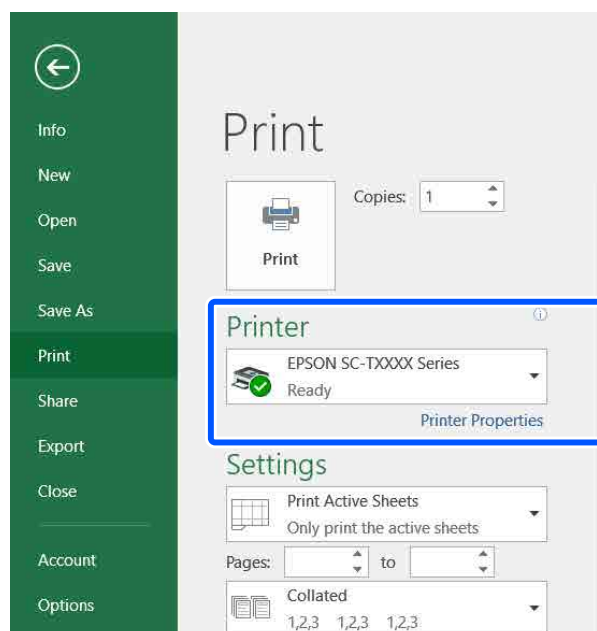 Info
New
Open
Save
Save As
Print
Share
Export
Close
Account
Options
Print
Copies: 1
Print
Printer
EPSON SC-TXXXX Series
Ready
Printer Properties
Settings
Print Active Sheets
Only print the active sheets
Pages: to
Collated
1,2,3 1,2,3 1,2,3